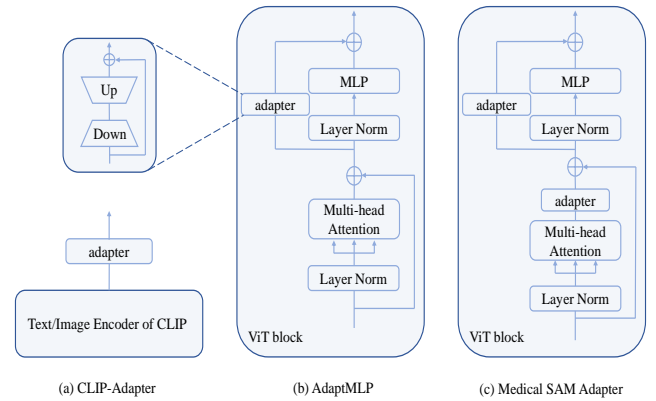 Up
Down
adapter
Text/Image Encoder of CLIP
(a) CLIP-Adapter
MLP
adapter
Layer Norm
Multi-head
Attention
Layer Norm
ViT block
(b) AdaptMLP
MLP
adapter
Layer Norm
adapter
Multi-head
Attention
Layer Norm
ViT block
(c) Medical SAM Adapter